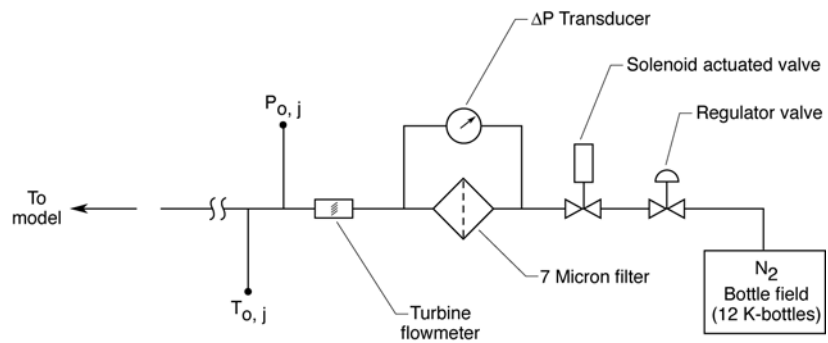 ΔP Transducer
Solenoid actuated valve
Regulator valve
Po, j
To
model
To, j
Turbine
flowmeter
7 Micron filter
N2
Bottle field
(12 K-bottles)